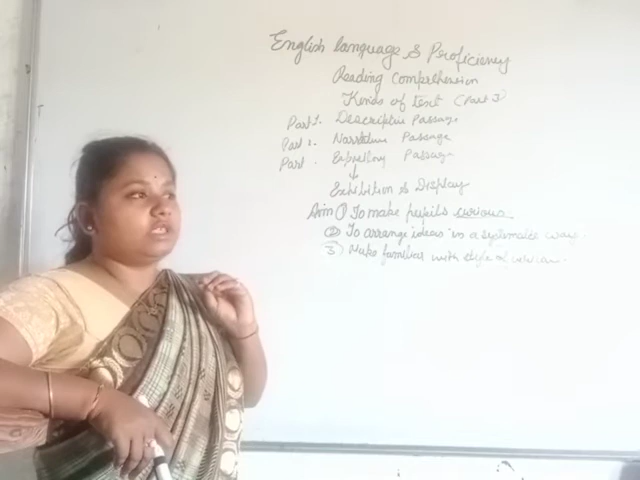 English language & Proficiency
Reading Comprehension
Kinds of text (Part 3)
Part 1. Descriptive Passage
Part 2. Narrative Passage
Part . Expository Passage
↓
Exhibition & Display
Aim ① To make pupils curious
② To arrange ideas in a systematic way.
③ Make familiar with style of